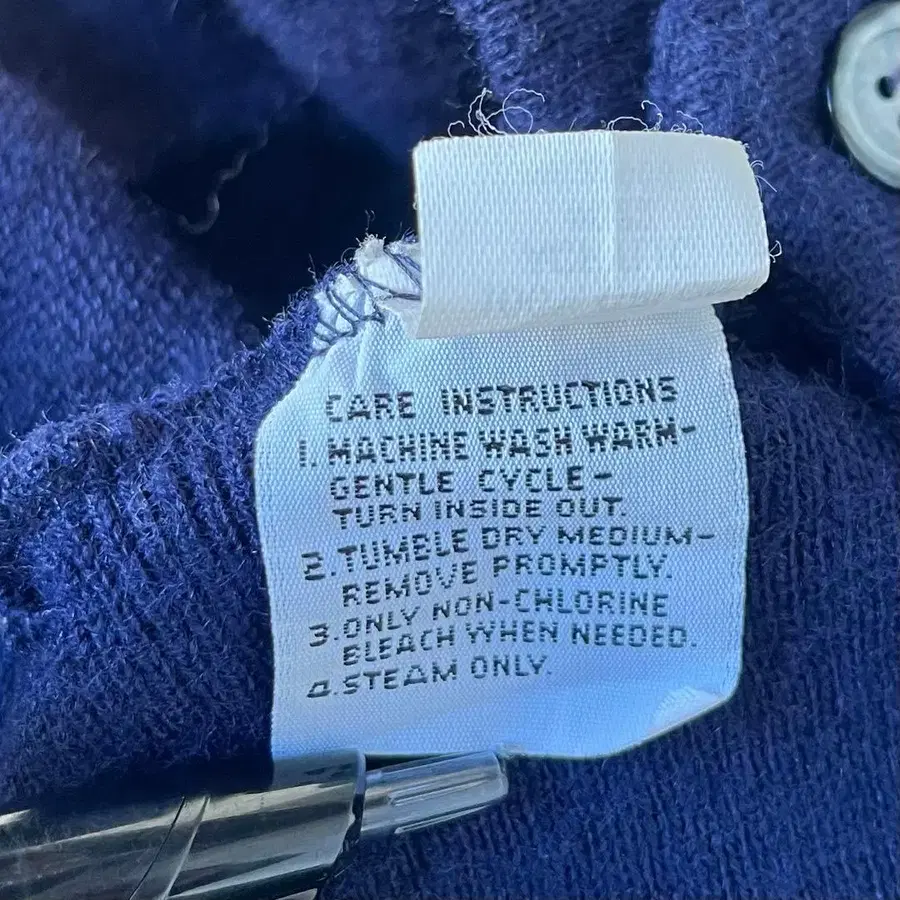 CARE INSTRUCTIONS
1. MACHINE WASH WARM-
GENTLE CYCLE-
TURN INSIDE OUT.
2. TUMBLE DRY MEDIUM-
REMOVE PROMPTLY.
3. ONLY NON-CHLORINE
BLEACH WHEN NEEDED.
4. STEAM ONLY.